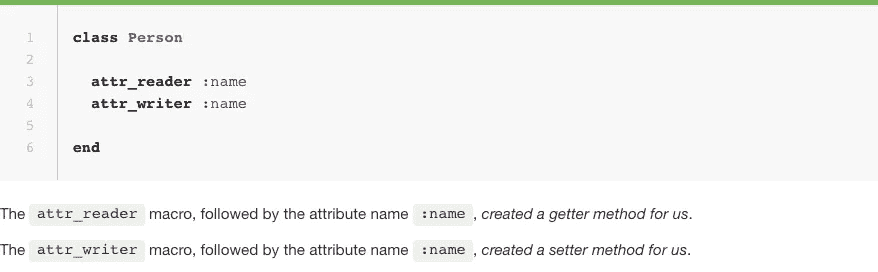 1 class Person
2
3 attr_reader :name
4 attr_writer :name
5
6 end
The attr_reader macro, followed by the attribute name :name , created a getter method for us.
The attr_writer macro, followed by the attribute name :name , created a setter method for us.